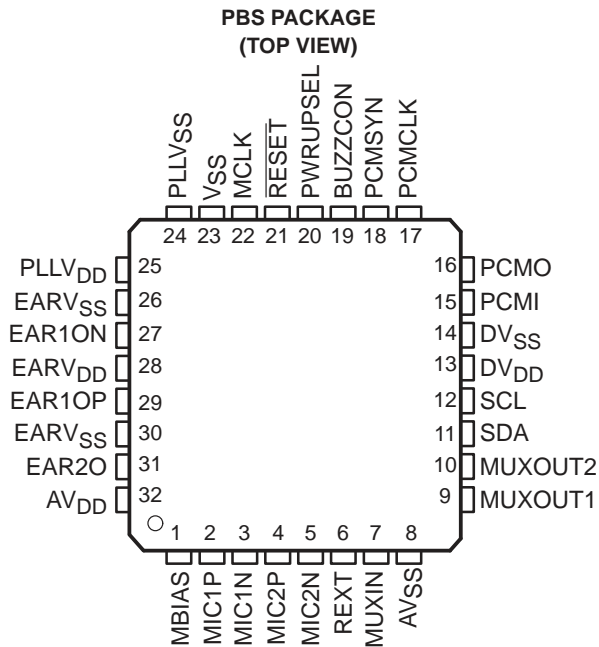 PBS PACKAGE
(TOP VIEW)
PLLVSS
VSS
MCLK
RESET
PWRUPSEL
BUZZCON
PCMSYN
PCMCLK
24 23 22 21 20 19 18 17
PLLVDD 25
EARVSS 26
EAR1ON 27
EARVDD 28
EAR1OP 29
EARVSS 30
EAR2O 31
AVDD 32
16 PCMO
15 PCMI
14 DVSS
13 DVDD
12 SCL
11 SDA
10 MUXOUT2
9 MUXOUT1
1 2 3 4 5 6 7 8
MBIAS
MIC1P
MIC1N
MIC2P
MIC2N
REXT
MUXIN
AVSS